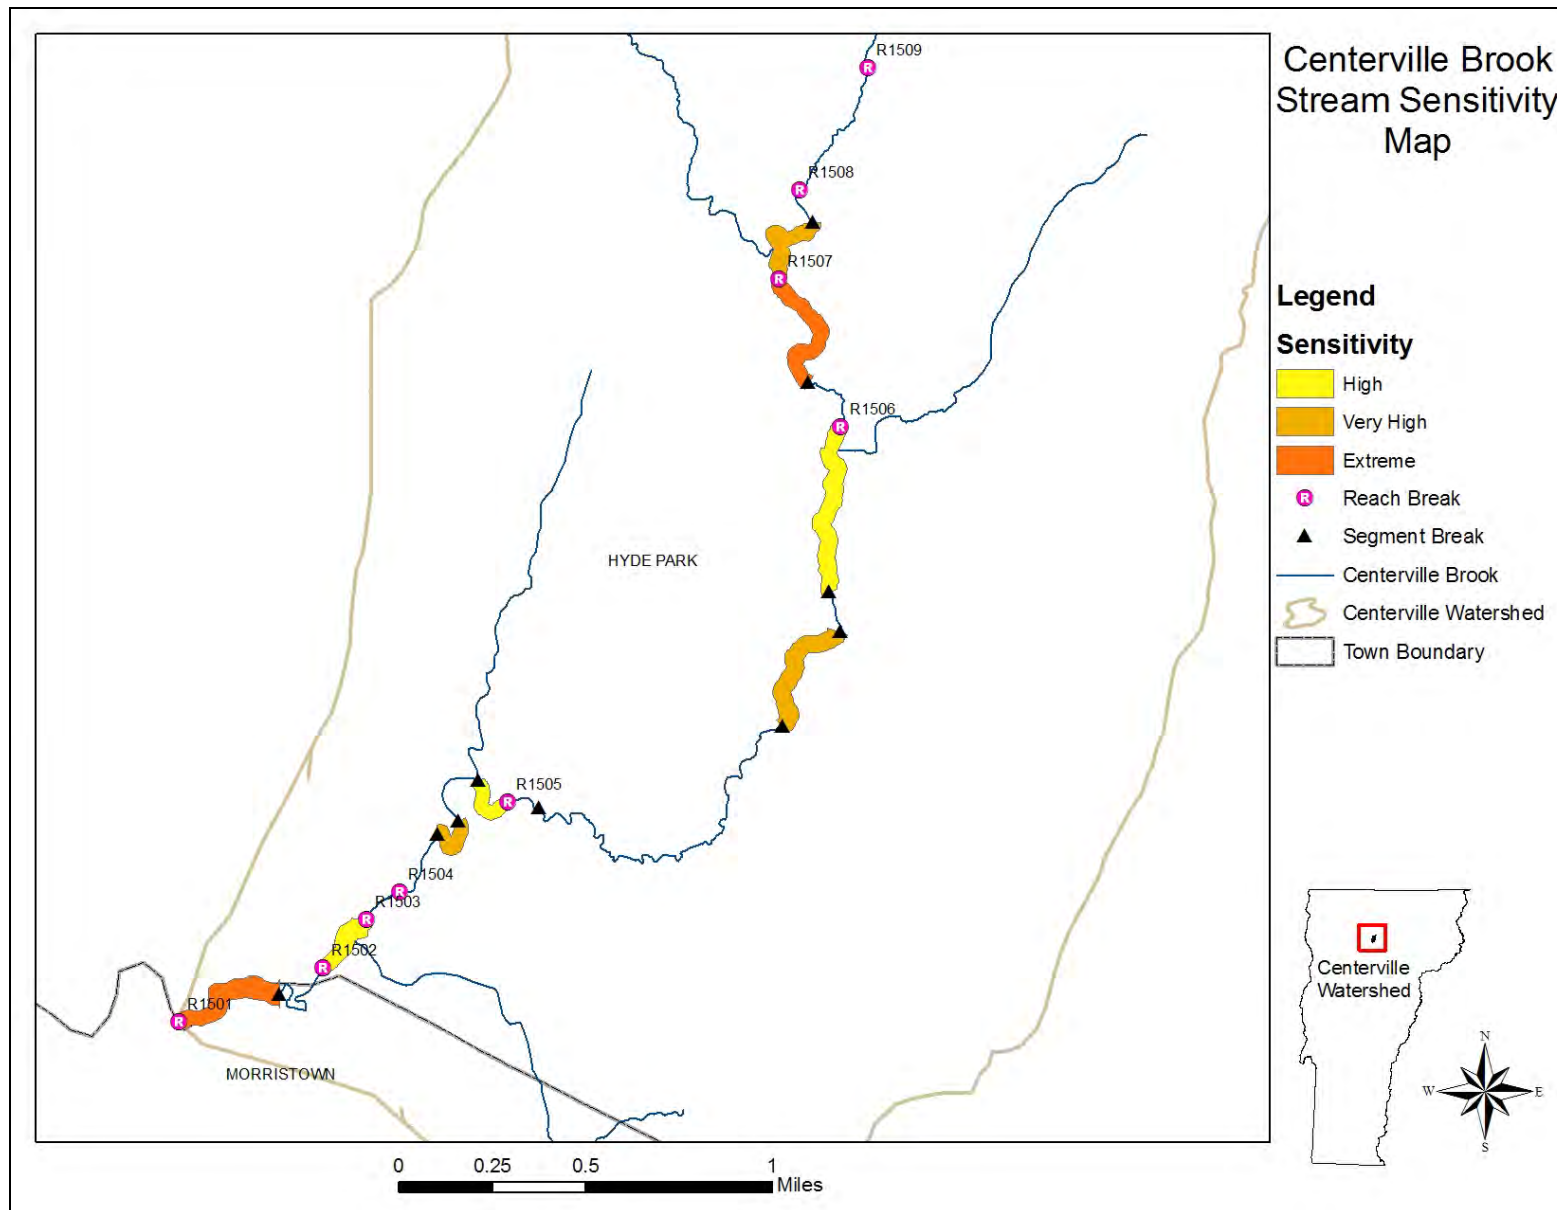 Centerville Brook
Stream Sensitivity
Map
R1509
R1508
R1507
R1506
HYDE PARK
R1505
R1504
R1503
R1502
R1501
MORRISTOWN
Legend
Sensitivity
High
Very High
Extreme
R Reach Break
Segment Break
Centerville Brook
Centerville Watershed
Town Boundary
Centerville
Watershed
N
W E
S
0 0.25 0.5 1
Miles